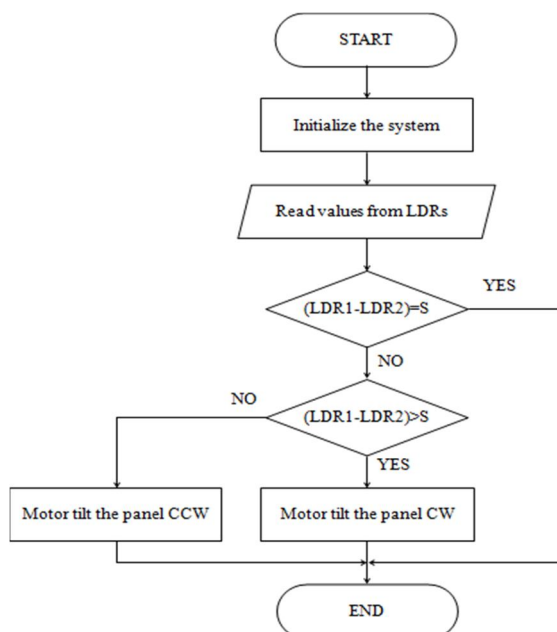 START
Initialize the system
Read values from LDRs
YES
(LDR1-LDR2)=S
NO
NO
(LDR1-LDR2)>S
YES
Motor tilt the panel CCW
Motor tilt the panel CW
END